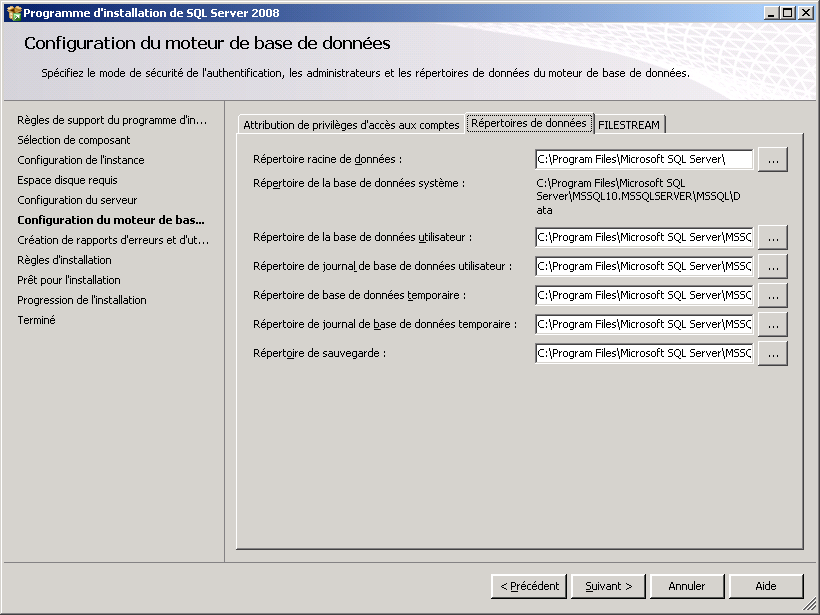 Programme d'installation de SQL Server 2008
Configuration du moteur de base de données
Spécifiez le mode de sécurité de l'authentification, les administrateurs et les répertoires de données du moteur de base de données.
Règles de support du programme d'in...
Sélection de composant
Configuration de l'instance
Espace disque requis
Configuration du serveur
Configuration du moteur de bas...
Création de rapports d'erreurs et d'ut...
Règles d'installation
Prêt pour l'installation
Progression de l'installation
Terminé
Attribution de privilèges d'accès aux comptes
Répertoires de données
FILESTREAM
Répertoire racine de données :
C:\Program Files\Microsoft SQL Server\
...
Répertoire de la base de données système :
C:\Program Files\Microsoft SQL
Server\MSSQL10.MSSQLSERVER\MSSQL\D
ata
Répertoire de la base de données utilisateur :
C:\Program Files\Microsoft SQL Server\MSSQ
...
Répertoire de journal de base de données utilisateur :
C:\Program Files\Microsoft SQL Server\MSSQ
...
Répertoire de base de données temporaire :
C:\Program Files\Microsoft SQL Server\MSSQ
...
Répertoire de journal de base de données temporaire :
C:\Program Files\Microsoft SQL Server\MSSQ
...
Répertoire de sauvegarde :
C:\Program Files\Microsoft SQL Server\MSSQ
...
< Précédent
Suivant >
Annuler
Aide